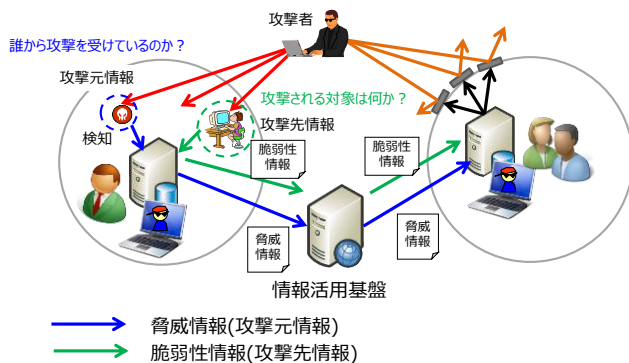 攻撃者
誰から攻撃を受けているのか？
攻撃元情報
検知
攻撃される対象は何か？
攻撃先情報
脆弱性
情報
脆弱性
情報
脅威
情報
脅威
情報
情報活用基盤
脅威情報(攻撃元情報)
脆弱性情報(攻撃先情報)